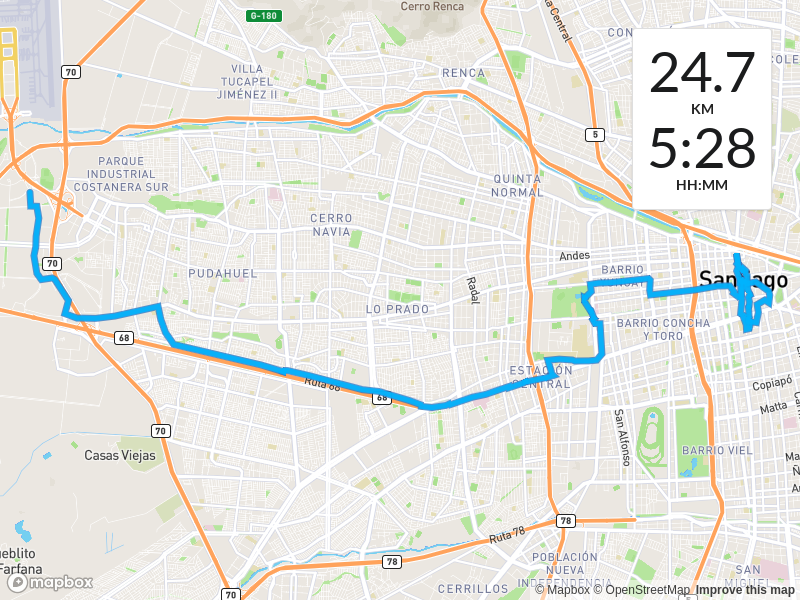 Cerro Renca
G-180
70
VILLA
TUCAPEL
JIMÉNEZ II
RENCA
5
24.7
KM
5:28
HH:MM
PARQUE
INDUSTRIAL
COSTANERA SUR
QUINTA
NORMAL
CERRO
NAVIA
70
PUDAHUEL
Andes
BARRIO
YUNGAY
Santiago
Radal
LO PRADO
BARRIO CONCHA
Y TORO
68
ESTACIÓN
CENTRAL
Ruta 68
68
Copiapó
Matta
San Alfonso
70
Casas Viejas
BARRIO VIEL
78
Ruta 78
78
POBLACIÓN
NUEVA
INDEPENDENCIA
SAN
MIGUEL
CERRILLOS
70
5
ueblito
Farfana
mapbox
© Mapbox © OpenStreetMap Improve this map